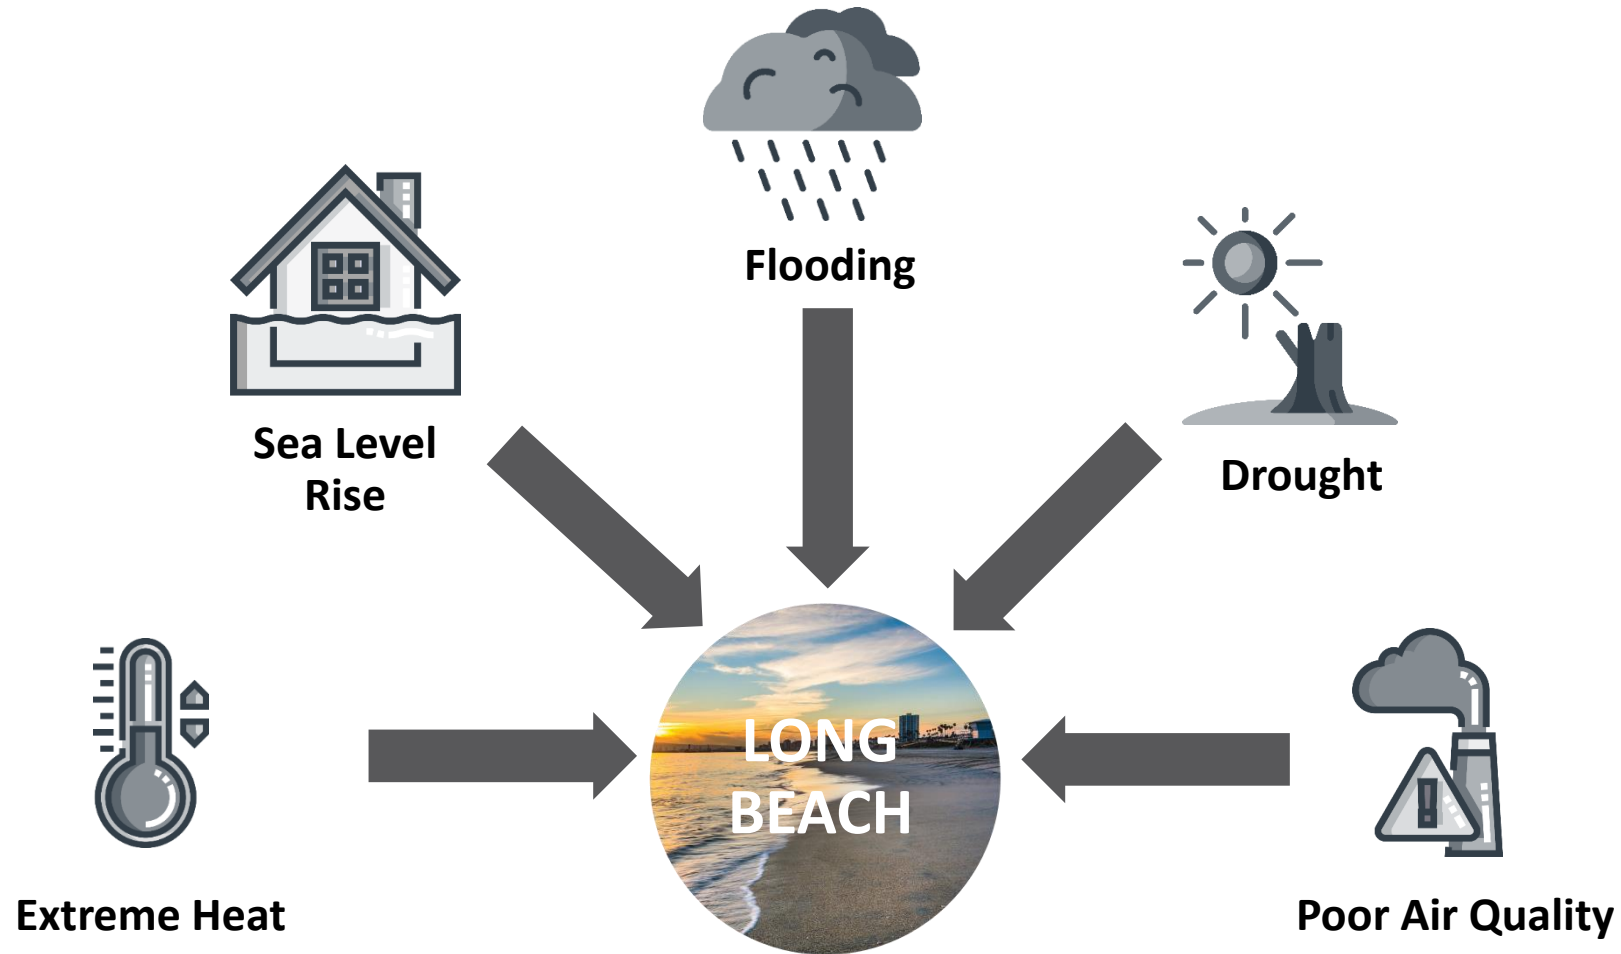 Flooding
Sea Level
Rise
Drought
LONG
BEACH
Extreme Heat
Poor Air Quality